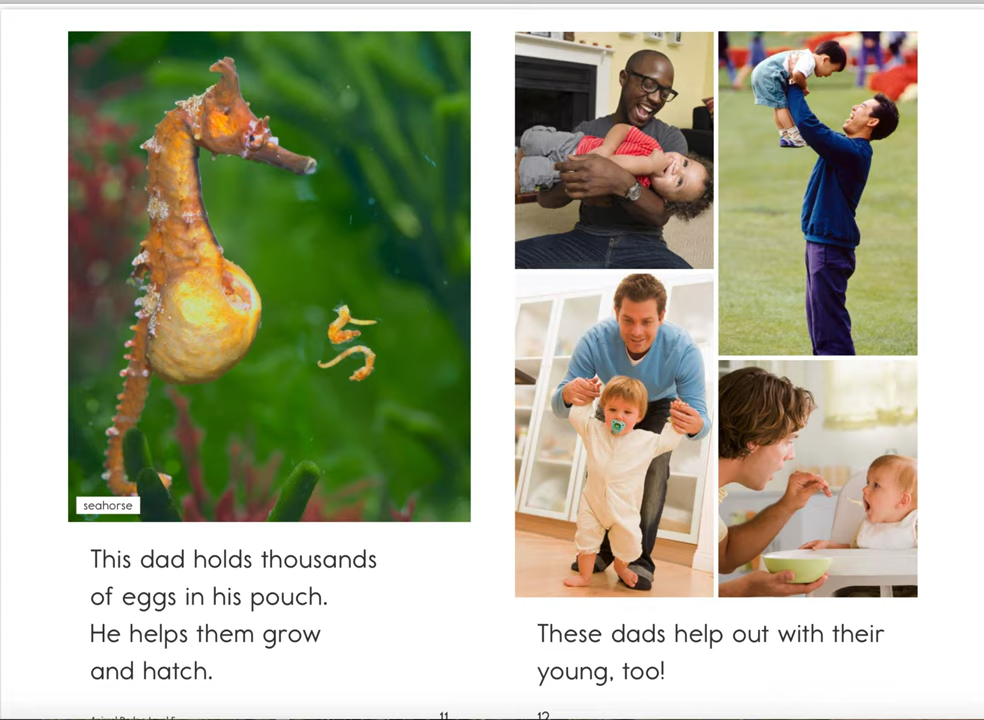 seahorse
This dad holds thousands
of eggs in his pouch.
He helps them grow
and hatch.
11
These dads help out with their
young, too!
12